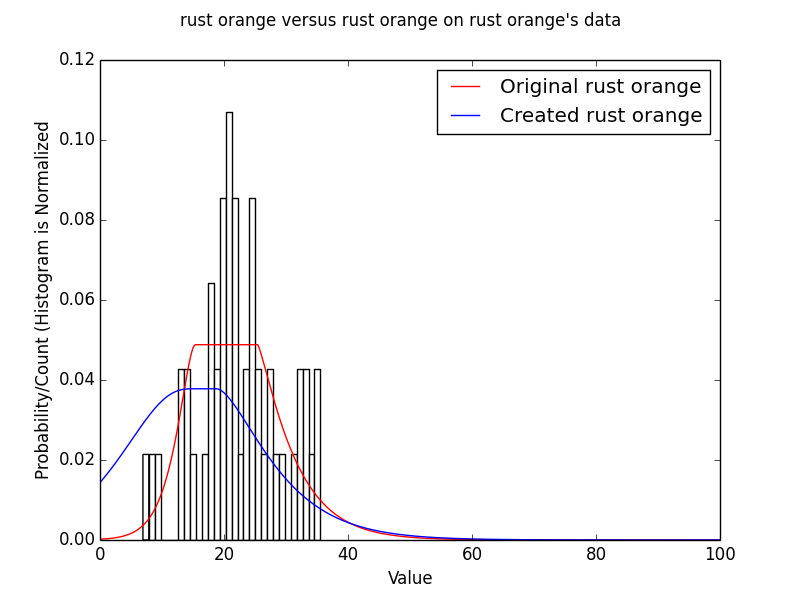 rust orange versus rust orange on rust orange's data
0.12
0.10
0.08
0.06
0.04
0.02
0.00
Probability/Count (Histogram is Normalized
Original rust orange
Created rust orange
0 20 40 60 80 100
Value